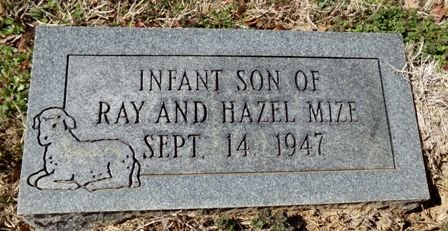 INFANT SON OF
RAY AND HAZEL MIZE
SEPT. 14, 1947